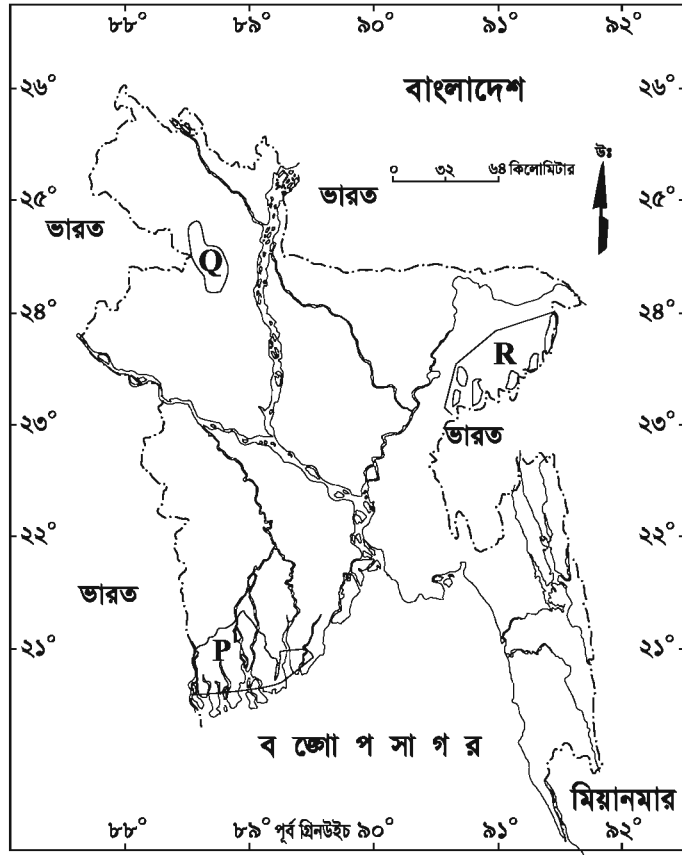 ৮৮° ৮৯° ৯০° ৯১° ৯২°
২৬° বাংলাদেশ ২৬°
উঃ
০ ৩২ ৬৪ কিলোমিটার
২৫° ভারত ২৫°
ভারত
Q
২৪° ২৪°
R
২৩° ২৩°
ভারত
২২° ২২°
ভারত
২১° P ২১°
ব ঙ্গো প সা গ র
মিয়ানমার
৮৮° ৮৯° পূর্ব গ্রিনউইচ ৯০° ৯১° ৯২°